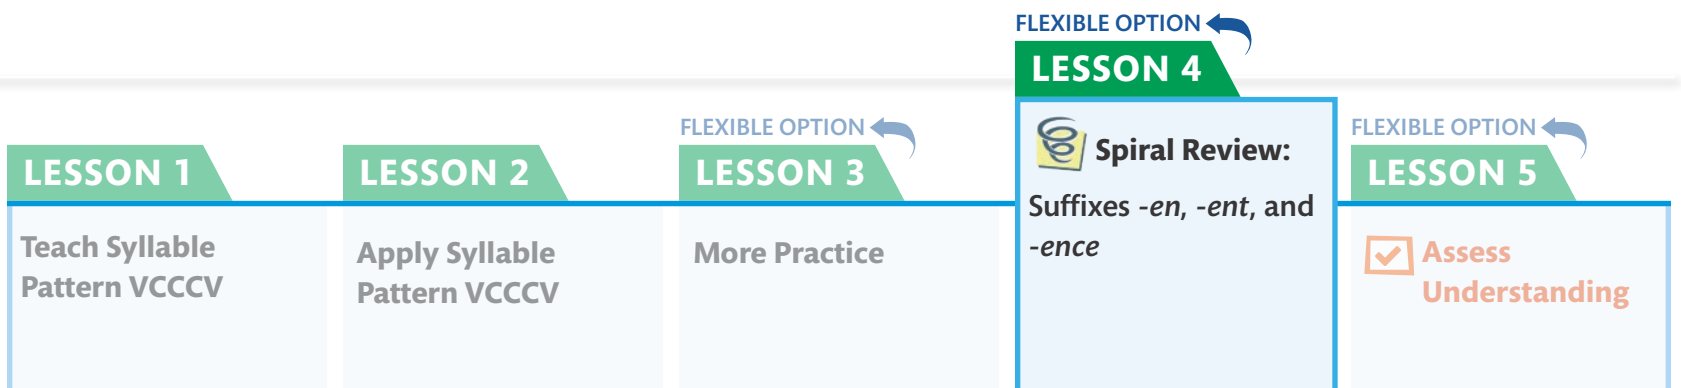 LESSON 1
Teach Syllable
Pattern VCCCV
LESSON 2
Apply Syllable
Pattern VCCCV
FLEXIBLE OPTION
LESSON 3
More Practice
FLEXIBLE OPTION
LESSON 4
Spiral Review:
Suffixes -en, -ent, and
-ence
FLEXIBLE OPTION
LESSON 5
Assess
Understanding